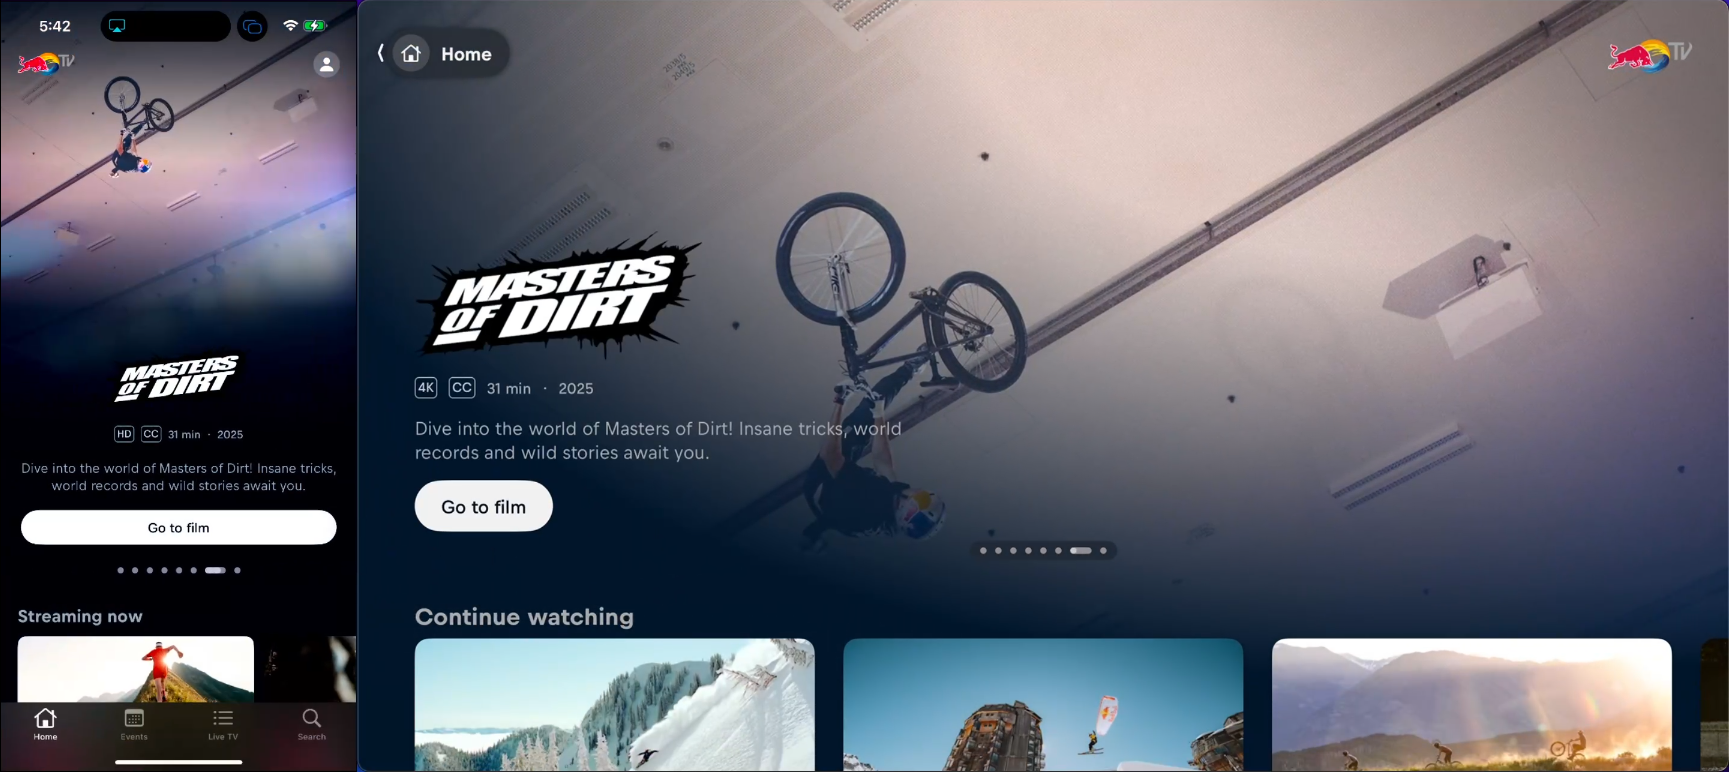 5:42
TV
MASTERS
OF DIRT
HD CC 31 min · 2025
Dive into the world of Masters of Dirt! Insane tricks,
world records and wild stories await you.
Go to film
Streaming now
Home
Events
Live TV
Search
Home
TV
MASTERS
OF DIRT
4K CC 31 min · 2025
Dive into the world of Masters of Dirt! Insane tricks, world
records and wild stories await you.
Go to film
Continue watching